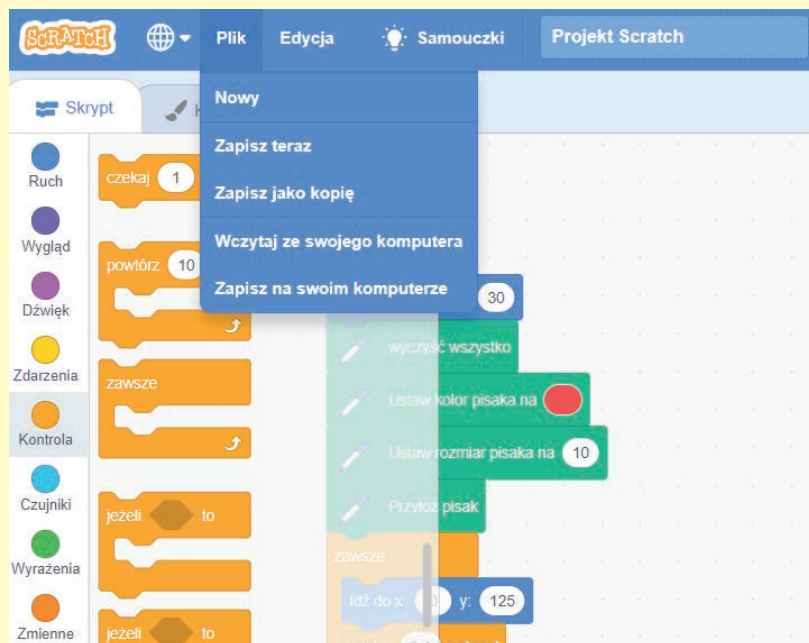 SCRATCH Plik Edycja Samouczki Projekt Scratch
Skrypt
Nowy
Zapisz teraz
Zapisz jako kopię
Wczytaj ze swojego komputera
Zapisz na swoim komputerze
Ruch
Wygląd
Dźwięk
Zdarzenia
Kontrola
Czujniki
Wyrażenia
Zmienne
czekaj 1
powtórz 10
zawsze
jeżeli to
jeżeli to
30
wyczyść wszystko
Ustaw kolor pisaka na
Ustaw rozmiar pisaka na 10
Przyłóż pisak
zawsze
Idź do x y: 125